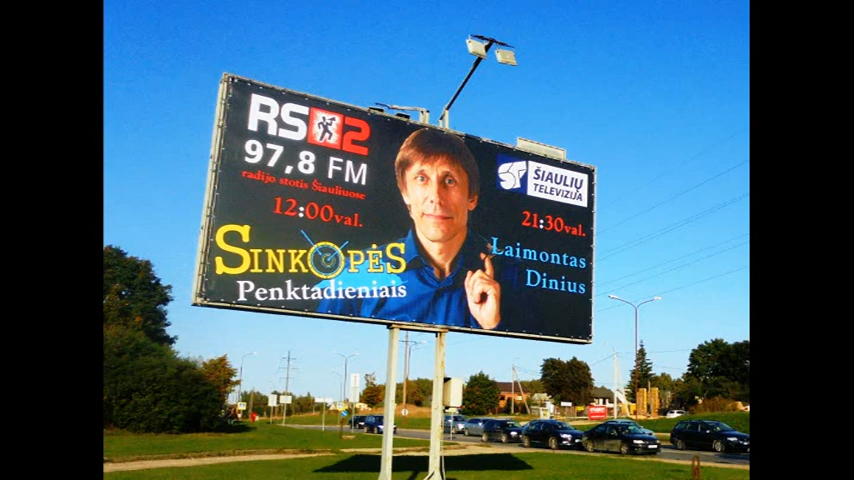 RS2
97,8 FM
radijo stotis Šiauliuose
12:00val.
SINKOPĖS
Penktadieniais
ŠIAULIŲ
TELEVIZIJA
21:30val.
Laimontas
Dinius